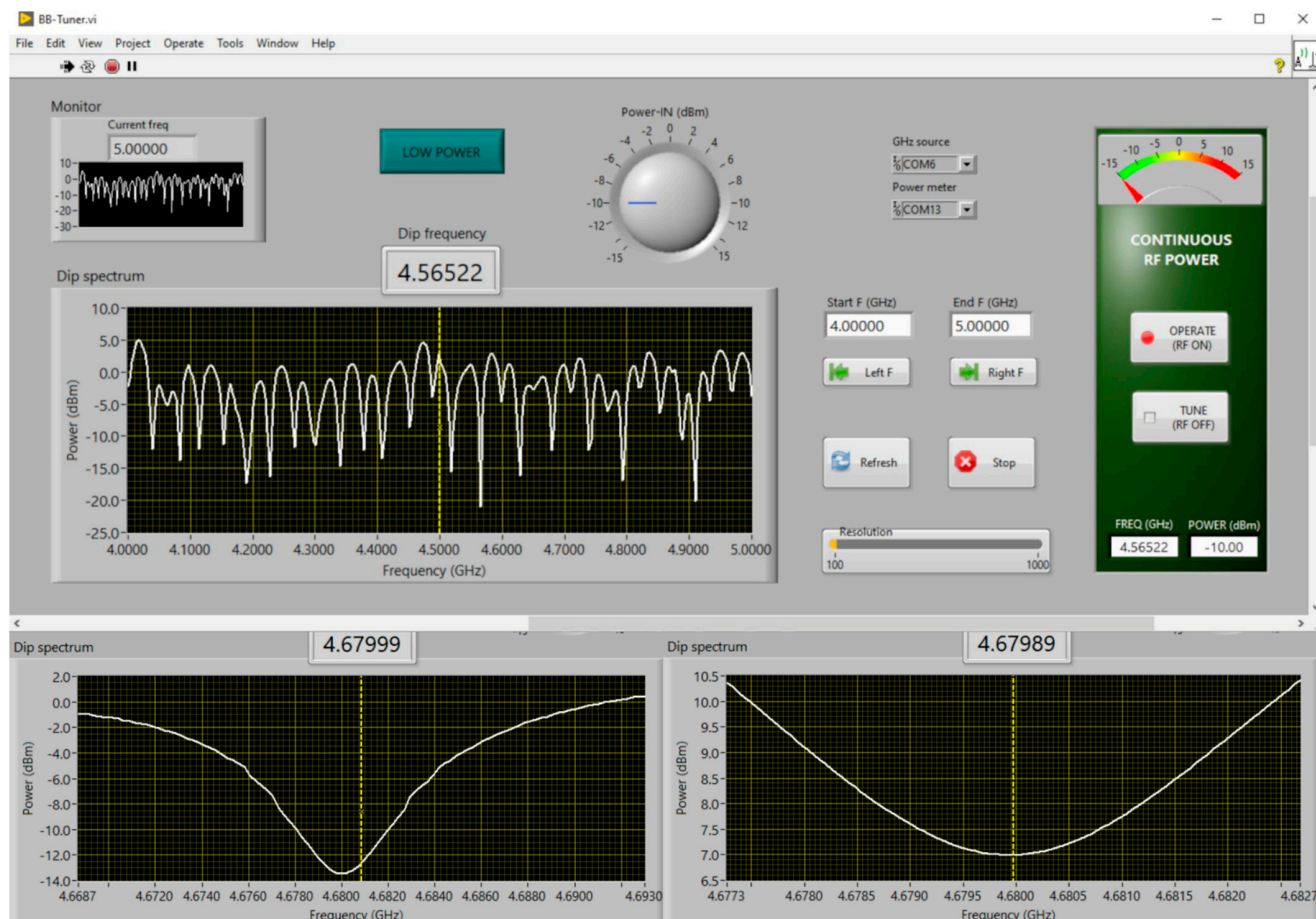 BB-Tuner.vi
File Edit View Project Operate Tools Window Help
Monitor
Current freq
5.00000
10
0
-10
-20
-30
LOW POWER
Power-IN (dBm)
-15 -12 -10 -8 -6 -4 -2 0 2 4 6 8 10 12 15
GHz source
COM6
Power meter
COM13
-15 -10 -5 0 5 10 15
CONTINUOUS
RF POWER
OPERATE
(RF ON)
TUNE
(RF OFF)
FREQ (GHz) POWER (dBm)
4.56522 -10.00
Dip frequency
4.56522
Dip spectrum
Power (dBm)
10.0
5.0
0.0
-5.0
-10.0
-15.0
-20.0
-25.0
4.0000 4.1000 4.2000 4.3000 4.4000 4.5000 4.6000 4.7000 4.8000 4.9000 5.0000
Frequency (GHz)
Start F (GHz) End F (GHz)
4.00000 5.00000
Left F Right F
Refresh Stop
Resolution
100 1000
Dip spectrum
4.67999
Power (dBm)
2.0
0.0
-2.0
-4.0
-6.0
-8.0
-10.0
-12.0
-14.0
4.6687 4.6720 4.6740 4.6760 4.6780 4.6810 4.6820 4.6840 4.6860 4.6880 4.6900 4.6930
Frequency (GHz)
Dip spectrum
4.67989
Power (dBm)
10.5
10.0
9.5
9.0
8.5
8.0
7.5
7.0
6.5
4.6773 4.6780 4.6785 4.6790 4.6795 4.6800 4.6810 4.6815 4.6820 4.6827
Frequency (GHz)